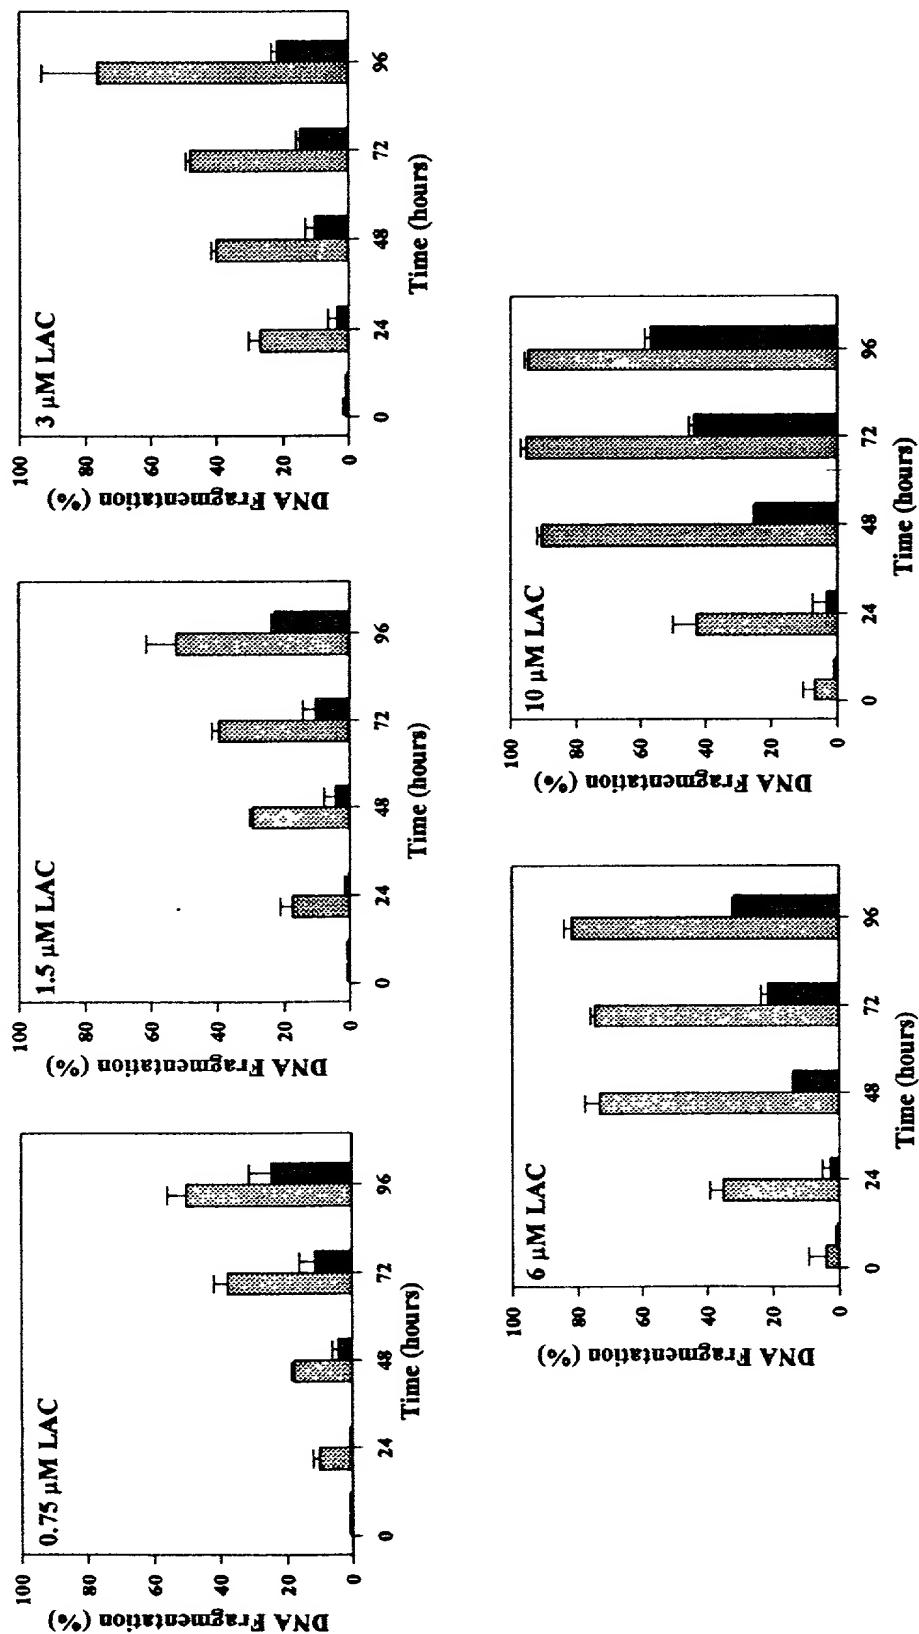 0.75 µM LAC
DNA Fragmentation (%)
100
80
60
40
20
0
0 24 48 72 96
Time (hours)
1.5 µM LAC
DNA Fragmentation (%)
100
80
60
40
20
0
0 24 48 72 96
Time (hours)
3 µM LAC
DNA Fragmentation (%)
100
80
60
40
20
0
0 24 48 72 96
Time (hours)
6 µM LAC
DNA Fragmentation (%)
100
80
60
40
20
0
0 24 48 72 96
Time (hours)
10 µM LAC
DNA Fragmentation (%)
100
80
60
40
20
0
0 24 48 72 96
Time (hours)